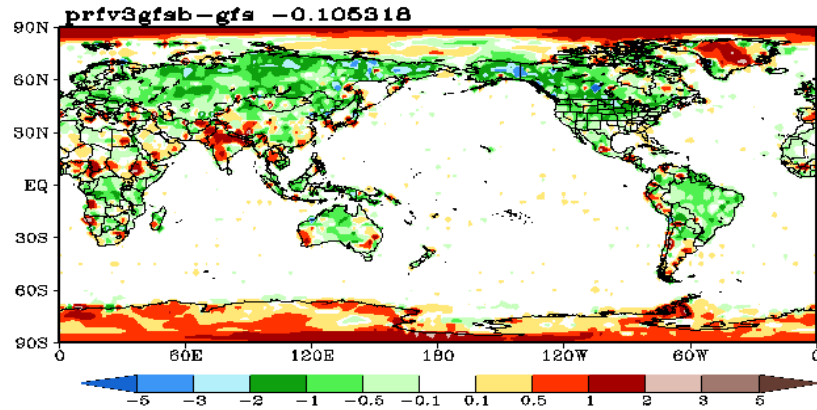 prfv3gfsb-gfs -0.105318
90N
60N
30N
EQ
30S
60S
90S
0 60E 120E 180 120W 60W 0
-5 -3 -2 -1 -0.5 -0.1 0.1 0.5 1 2 3 5